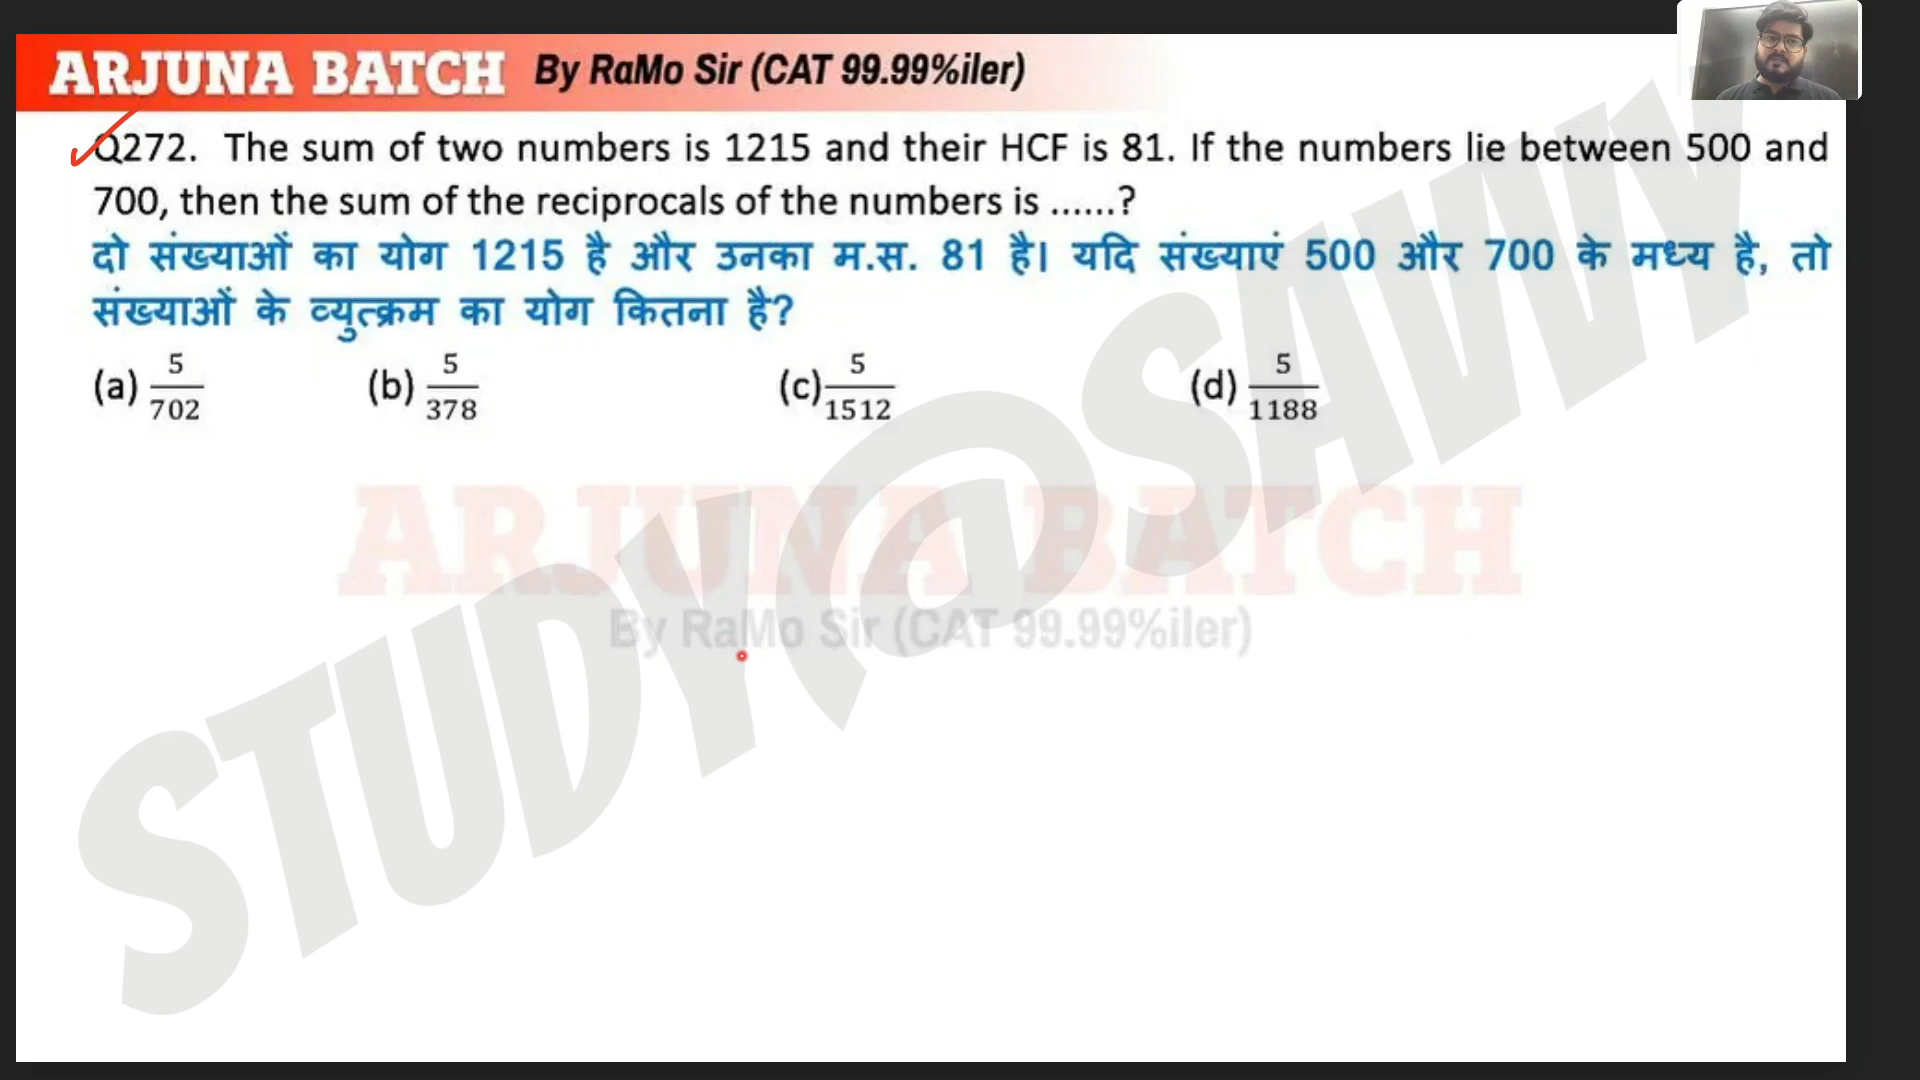 ARJUNA BATCH By RaMo Sir (CAT 99.99%iler)
Q272. The sum of two numbers is 1215 and their HCF is 81. If the numbers lie between 500 and
700, then the sum of the reciprocals of the numbers is ......?
दो संख्याओं का योग 1215 है और उनका म.स. 81 है। यदि संख्याएं 500 और 700 के मध्य है, तो
संख्याओं के व्युत्क्रम का योग कितना है?
(a) 5/702 (b) 5/378 (c) 5/1512 (d) 5/1188
ARJUNA BATCH
By RaMo Sir (CAT 99.99%iler)
STUDY@SAVVY